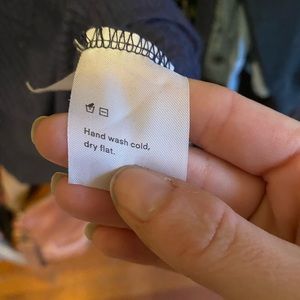 Hand wash cold,
dry flat.